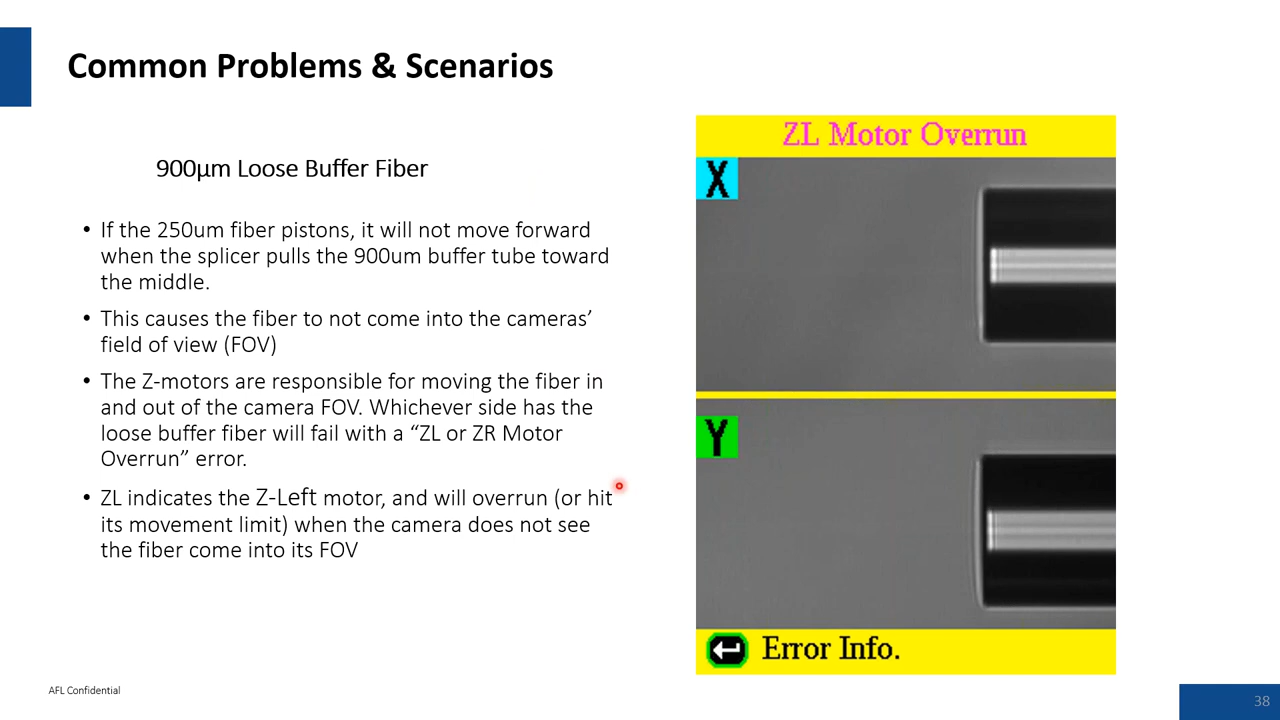 Common Problems & Scenarios
900µm Loose Buffer Fiber
• If the 250um fiber pistons, it will not move forward
when the splicer pulls the 900um buffer tube toward
the middle.
• This causes the fiber to not come into the cameras’
field of view (FOV)
• The Z-motors are responsible for moving the fiber in
and out of the camera FOV. Whichever side has the
loose buffer fiber will fail with a “ZL or ZR Motor
Overrun” error.
• ZL indicates the Z-Left motor, and will overrun (or hit
its movement limit) when the camera does not see
the fiber come into its FOV
ZL Motor Overrun
X
Y
Error Info.
AFL Confidential
38